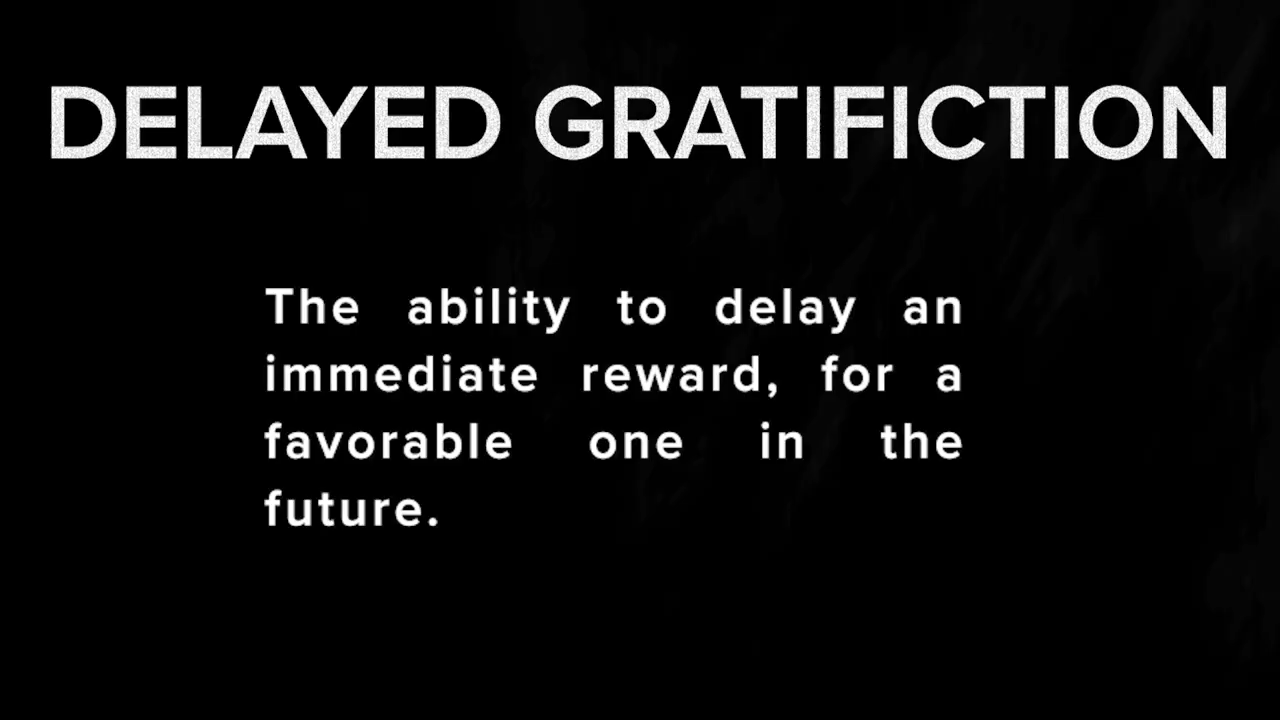 DELAYED GRATIFICTION
The ability to delay an
immediate reward, for a
favorable one in the
future.